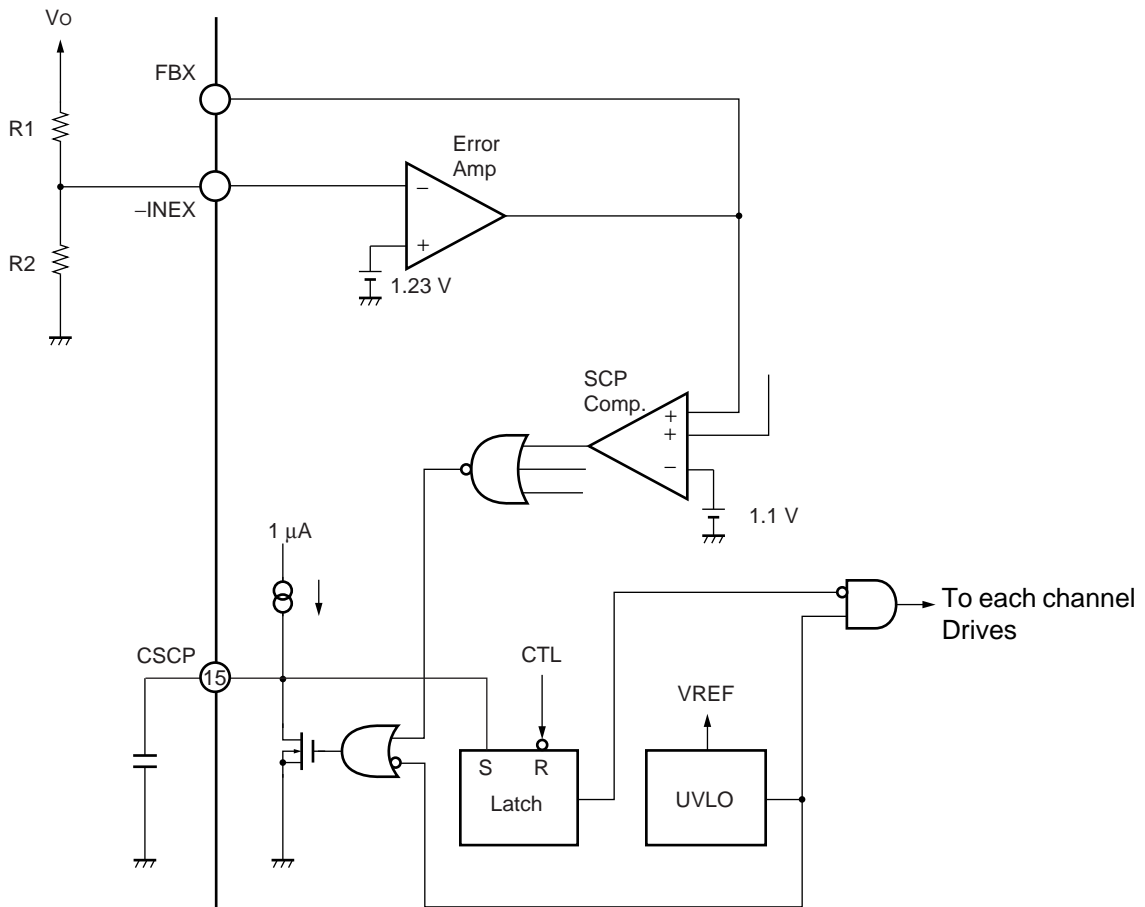 Vo
FBX
R1
Error
Amp
−
–INEX
+
R2
1.23 V
SCP
Comp.
+
+
−
1.1 V
1 μA
To each channel
Drives
CSCP
15
CTL
VREF
S R
Latch
UVLO